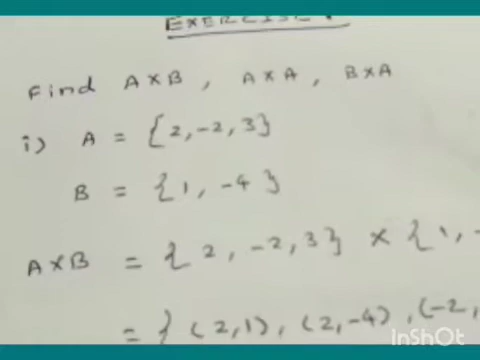 Find A×B , A×A , B×A
i) A = {2,-2,3}
B = {1, -4}
A×B = {2, -2, 3} × {1, -
= {(2,1), (2,-4), (-2,
InShOt